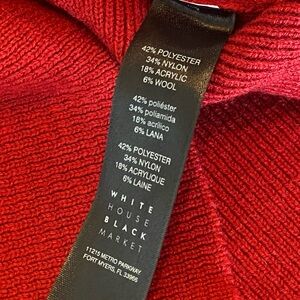 42% POLYESTER
34% NYLON
18% ACRYLIC
6% WOOL
42% poliéster
34% poliamida
18% acrílico
6% LANA
42% POLYESTER
34% NYLON
18% ACRYLIQUE
6% LAINE
WHITE
HOUSE
BLACK
MARKET
11215 METRO PARKWAY
FORT MYERS, FL 33966